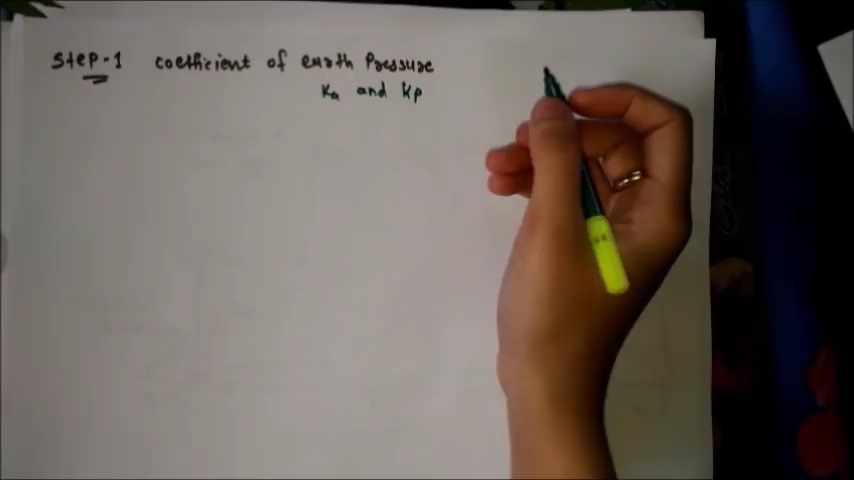 Step-1 coefficient of earth Pressure
Ka and kp